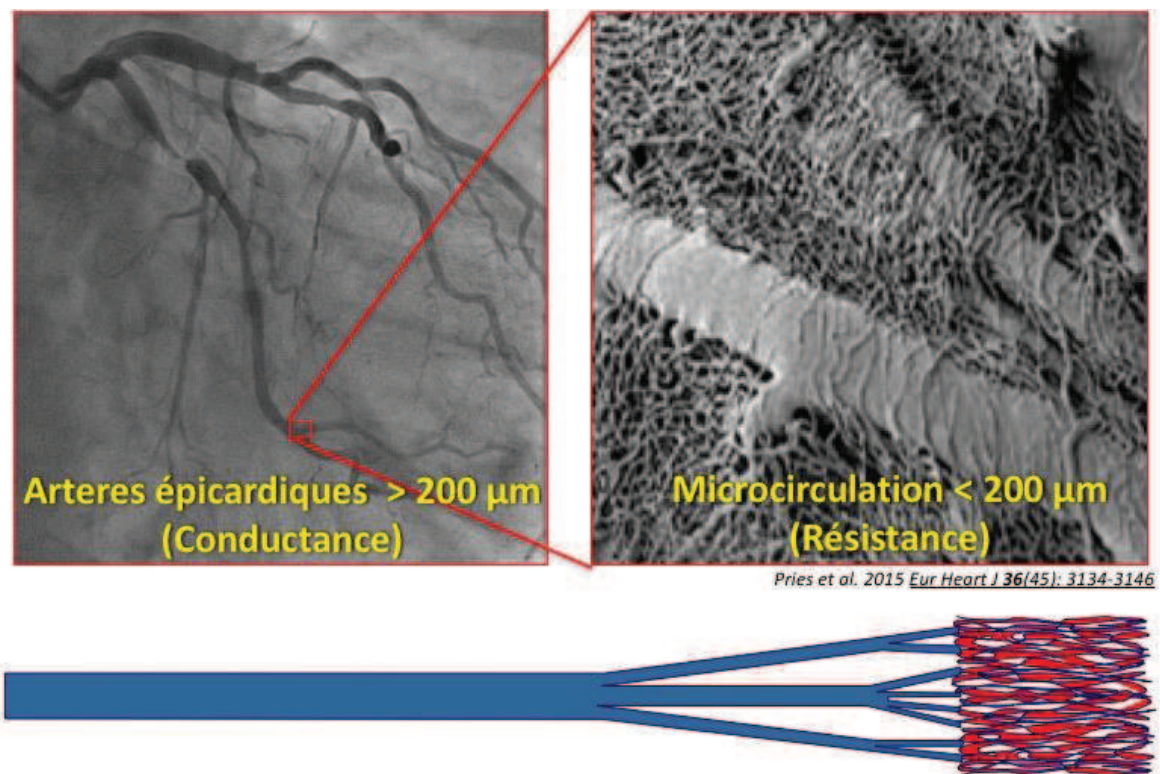 Arteres épicardiques > 200 µm
(Conductance)
Microcirculation < 200 µm
(Résistance)
Pries et al. 2015 Eur Heart J 36(45): 3134-3146